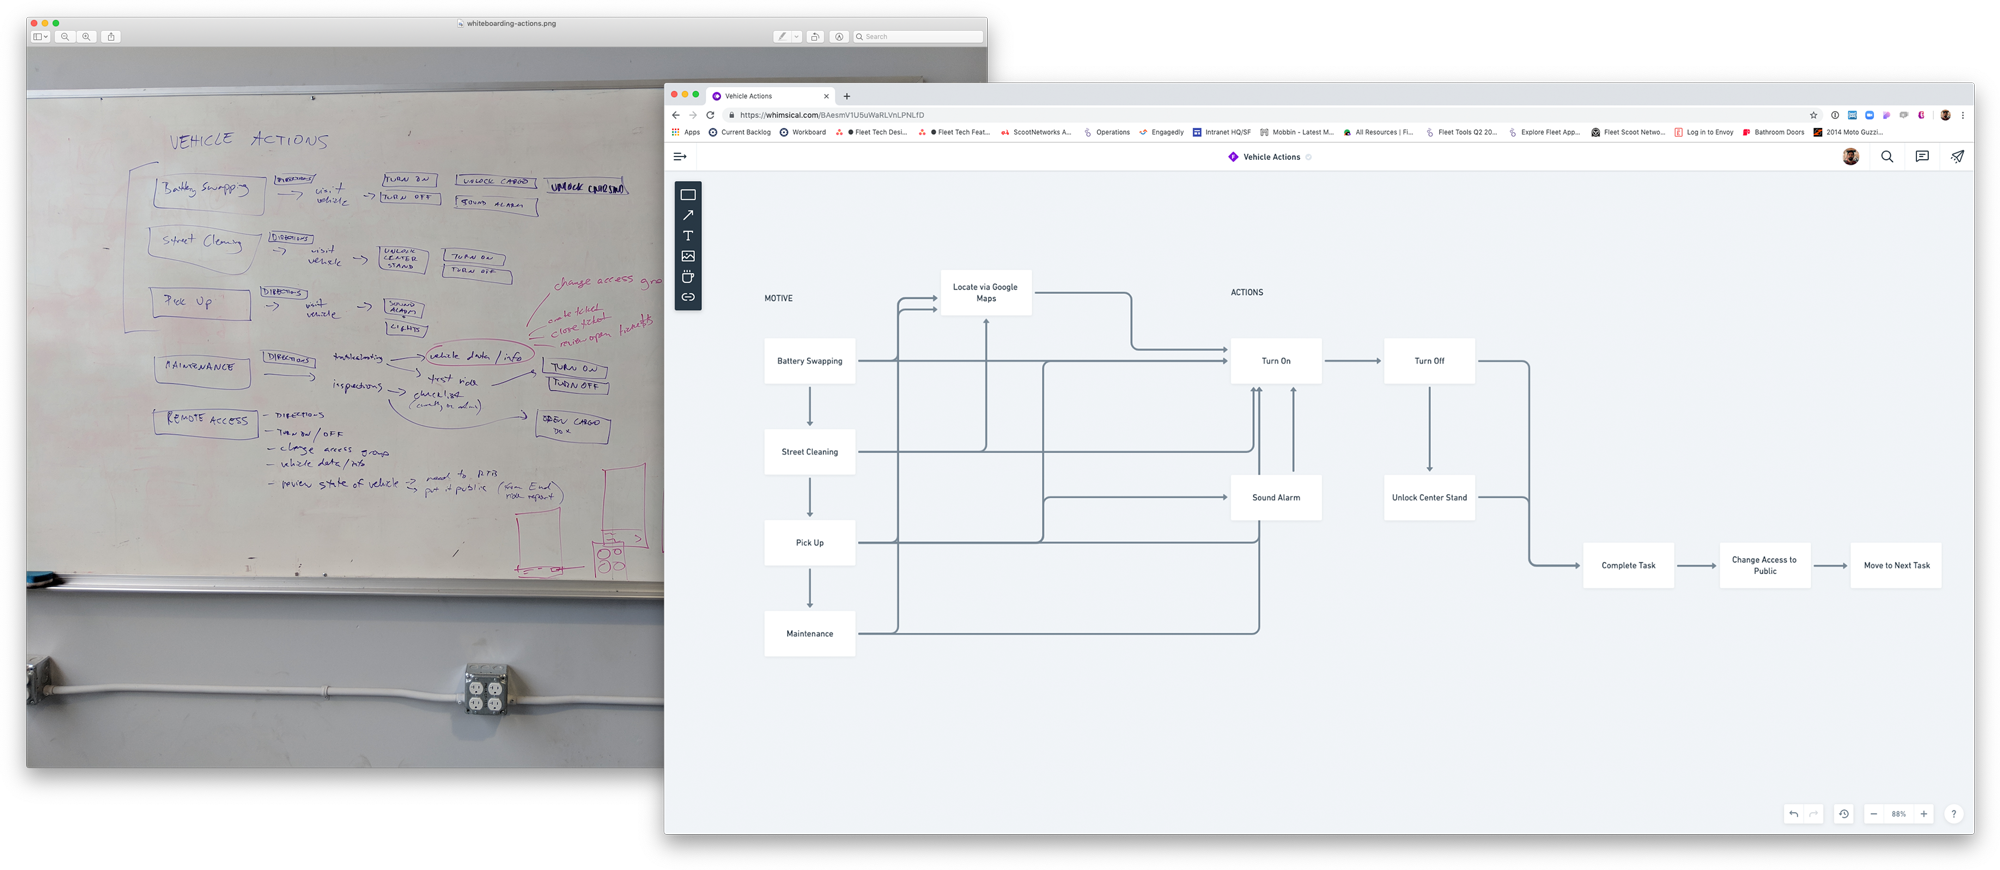 whiteboarding-actions.png
Search
VEHICLE ACTIONS
Battery Swapping
DIRECTIONS
visit
vehicle
TURN ON
TURN OFF
UNLOCK CARGO
SOUND ALARM
Street Cleaning
DIRECTIONS
visit
vehicle
UNLOCK
CENTER
STAND
TURN ON
TURN OFF
Pick Up
DIRECTIONS
visit
vehicle
SOUND
ALARM
LIGHTS
change access gro
create ticket
close ticket
review open tickets
MAINTENANCE
DIRECTIONS
troubleshooting
inspections
vehicle data/info
test ride
checklist
TURN ON
TURN OFF
OPEN CARGO
BOX
REMOTE ACCESS
- DIRECTIONS
- TURN ON/OFF
- change access group
- vehicle data/info
- review state of vehicle
need to RTB
put it public
(from End
ride report)
Vehicle Actions
https://whimsical.com/BAesmV1U5uWaRLVnLPNLfD
Apps
Current Backlog
Workboard
● Fleet Tech Desi...
● Fleet Tech Feat...
ScootNetworks A...
Operations
Engagedly
Intranet HQ/SF
Mobbin - Latest M...
All Resources | Fi...
Fleet Tools Q2 20...
Explore Fleet App...
Fleet Scoot Netwo...
Log in to Envoy
Bathroom Doors
2014 Moto Guzzi...
Vehicle Actions
MOTIVE
Battery Swapping
Street Cleaning
Pick Up
Maintenance
Locate via Google
Maps
ACTIONS
Turn On
Turn Off
Sound Alarm
Unlock Center Stand
Complete Task
Change Access to
Public
Move to Next Task
88%